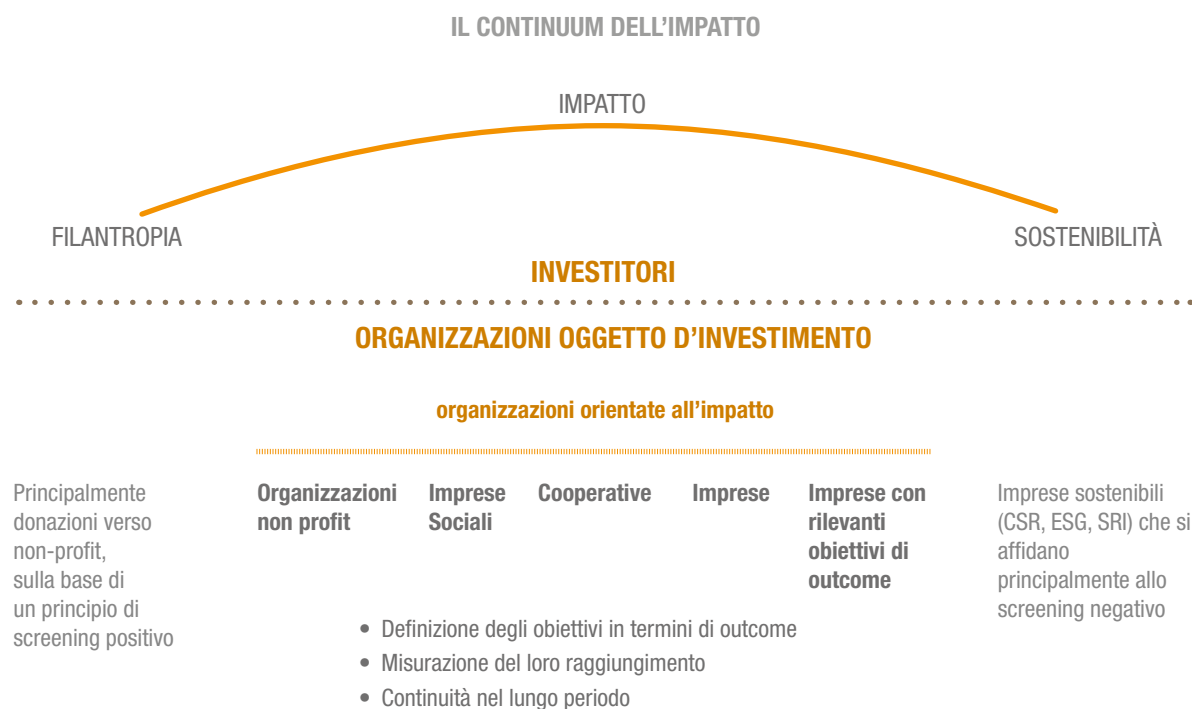 IL CONTINUUM DELL’IMPATTO
IMPATTO
FILANTROPIA
SOSTENIBILITÀ
INVESTITORI
ORGANIZZAZIONI OGGETTO D’INVESTIMENTO
organizzazioni orientate all’impatto
Principalmente
donazioni verso
non-profit,
sulla base di
un principio di
screening positivo
Organizzazioni
non profit
Imprese
Sociali
Cooperative
Imprese
Imprese con
rilevanti
obiettivi di
outcome
Imprese sostenibili
(CSR, ESG, SRI) che si
affidano
principalmente allo
screening negativo
• Definizione degli obiettivi in termini di outcome
• Misurazione del loro raggiungimento
• Continuità nel lungo periodo